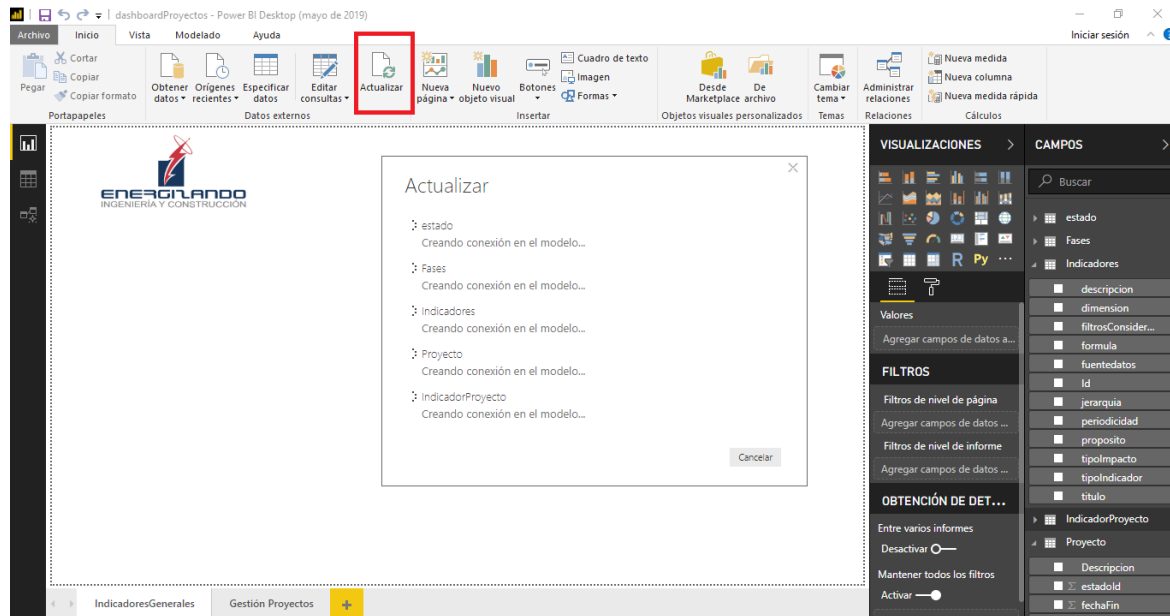 dashboardProyectos - Power BI Desktop (mayo de 2019)
Archivo Inicio Vista Modelado Ayuda Iniciar sesión
Pegar
Cortar
Copiar
Copiar formato
Portapapeles
Obtener datos
Orígenes recientes
Especificar datos
Editar consultas
Datos externos
Actualizar
Nueva página
Nuevo objeto visual
Botones
Cuadro de texto
Imagen
Formas
Insertar
Desde Marketplace
De archivo
Objetos visuales personalizados
Cambiar tema
Temas
Administrar relaciones
Relaciones
Nueva medida
Nueva columna
Nueva medida rápida
Cálculos
ENERGIZANDO
INGENIERÍA Y CONSTRUCCIÓN
Actualizar
estado
Creando conexión en el modelo...
Fases
Creando conexión en el modelo...
Indicadores
Creando conexión en el modelo...
Proyecto
Creando conexión en el modelo...
IndicadorProyecto
Creando conexión en el modelo...
Cancelar
VISUALIZACIONES
R Py
Valores
Agregar campos de datos a...
FILTROS
Filtros de nivel de página
Agregar campos de datos ...
Filtros de nivel de informe
Agregar campos de datos ...
OBTENCIÓN DE DET...
Entre varios informes
Desactivar
Mantener todos los filtros
Activar
CAMPOS
Buscar
estado
Fases
Indicadores
descripcion
dimension
filtrosConsider...
formula
fuentedatos
Id
jerarquia
periodicidad
proposito
tipoImpacto
tipoIndicador
titulo
IndicadorProyecto
Proyecto
Descripcion
Σ estadoId
Σ fechaFin
IndicadoresGenerales Gestión Proyectos +